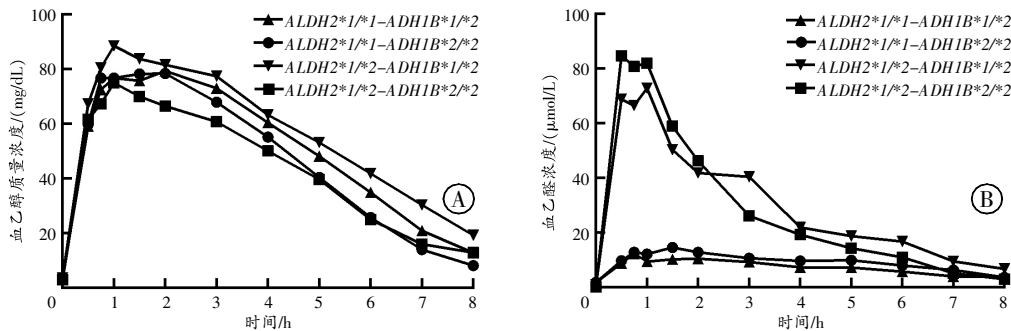 100
80
60
40
20
0
1 2 3 4 5 6 7 8
时间/h
血乙醇质量浓度/(mg/dL)
ALDH2*1/*1-ADH1B*1/*2
ALDH2*1/*1-ADH1B*2/*2
ALDH2*1/*2-ADH1B*1/*2
ALDH2*1/*2-ADH1B*2/*2
A
100
80
60
40
20
0
1 2 3 4 5 6 7 8
时间/h
血乙醛浓度/(μmol/L)
ALDH2*1/*1-ADH1B*1/*2
ALDH2*1/*1-ADH1B*2/*2
ALDH2*1/*2-ADH1B*1/*2
ALDH2*1/*2-ADH1B*2/*2
B